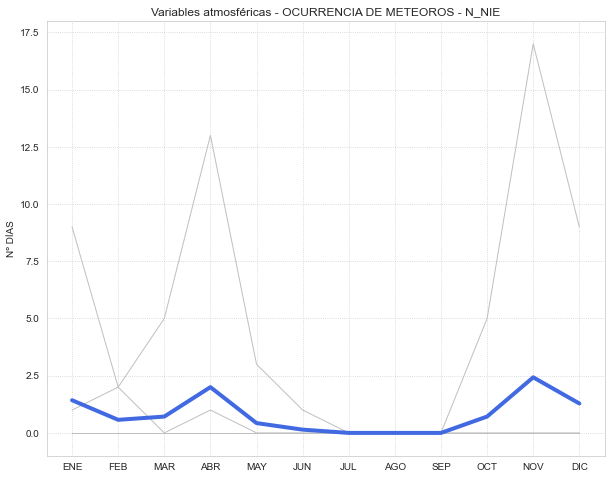 Variables atmosféricas - OCURRENCIA DE METEOROS - N_NIE
17.5
15.0
12.5
10.0
7.5
5.0
2.5
0.0
N° DÍAS
ENE FEB MAR ABR MAY JUN JUL AGO SEP OCT NOV DIC